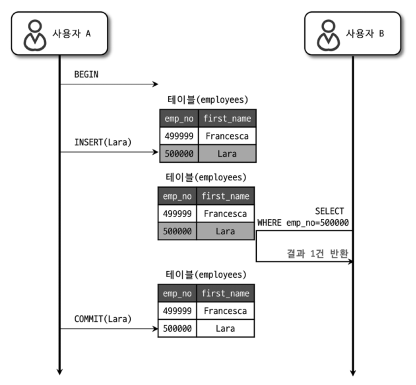 사용자 A
사용자 B
BEGIN
테이블(employees)
emp_no first_name
499999 Francesca
INSERT(Lara)
500000 Lara
테이블(employees)
emp_no first_name
499999 Francesca
500000 Lara
SELECT
WHERE emp_no=500000
결과 1건 반환
테이블(employees)
emp_no first_name
499999 Francesca
COMMIT(Lara)
500000 Lara